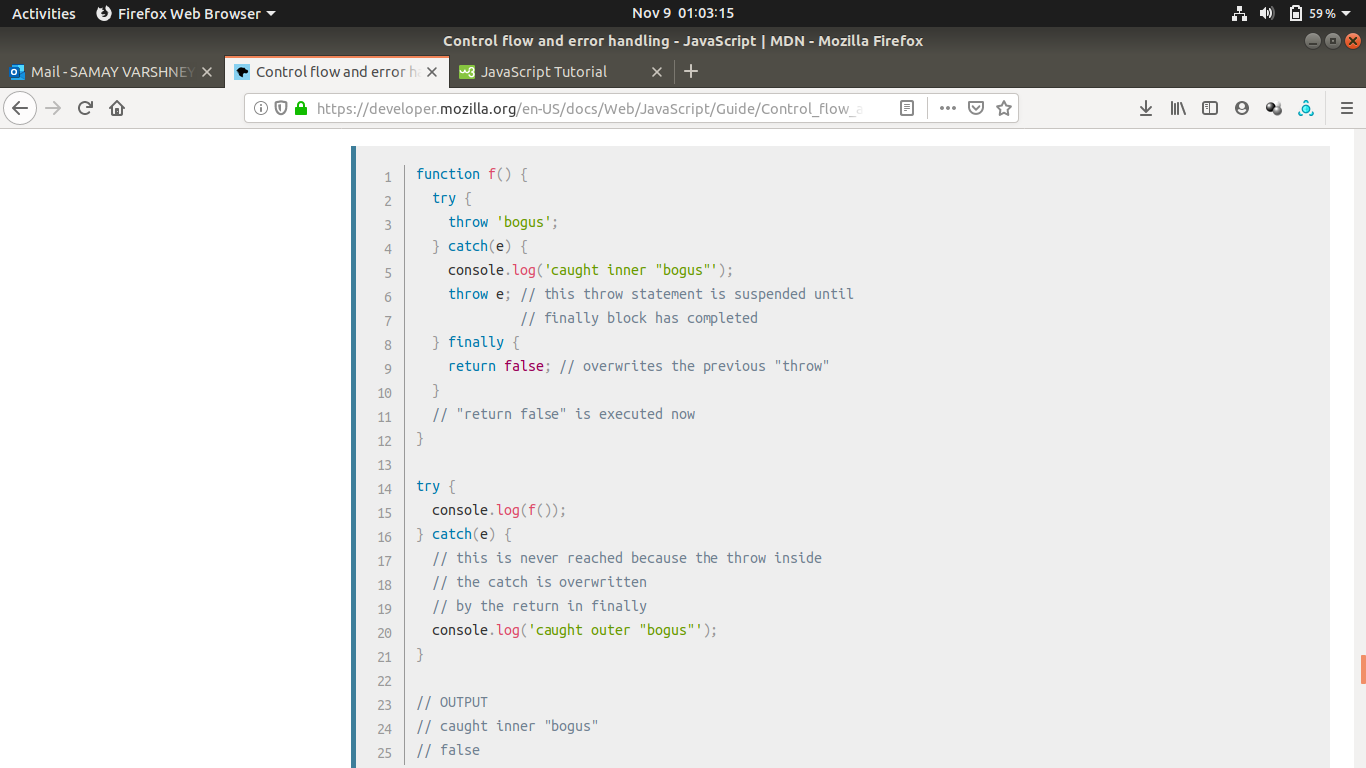 Activities Firefox Web Browser Nov 9 01:03:15 59%
Control flow and error handling - JavaScript | MDN - Mozilla Firefox
Mail - SAMAY VARSHNEY Control flow and error h JavaScript Tutorial
https://developer.mozilla.org/en-US/docs/Web/JavaScript/Guide/Control_flow_a
1 function f() {
2 try {
3 throw 'bogus';
4 } catch(e) {
5 console.log('caught inner "bogus"');
6 throw e; // this throw statement is suspended until
7 // finally block has completed
8 } finally {
9 return false; // overwrites the previous "throw"
10 }
11 // "return false" is executed now
12 }
13
14 try {
15 console.log(f());
16 } catch(e) {
17 // this is never reached because the throw inside
18 // the catch is overwritten
19 // by the return in finally
20 console.log('caught outer "bogus"');
21 }
22
23 // OUTPUT
24 // caught inner "bogus"
25 // false